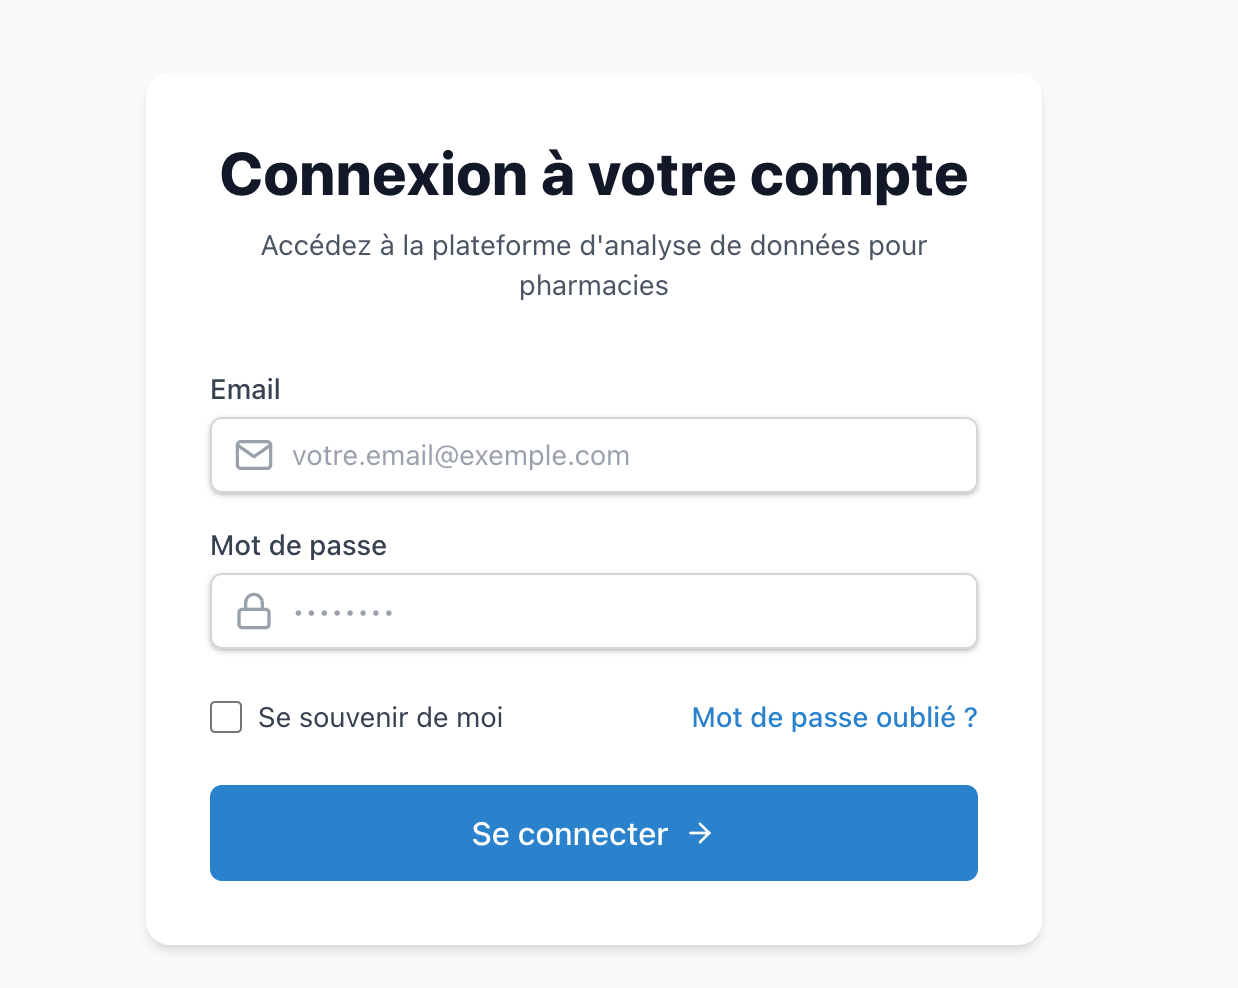 Connexion à votre compte
Accédez à la plateforme d'analyse de données pour
pharmacies
Email
votre.email@exemple.com
Mot de passe
••••••••
Se souvenir de moi
Mot de passe oublié ?
Se connecter →